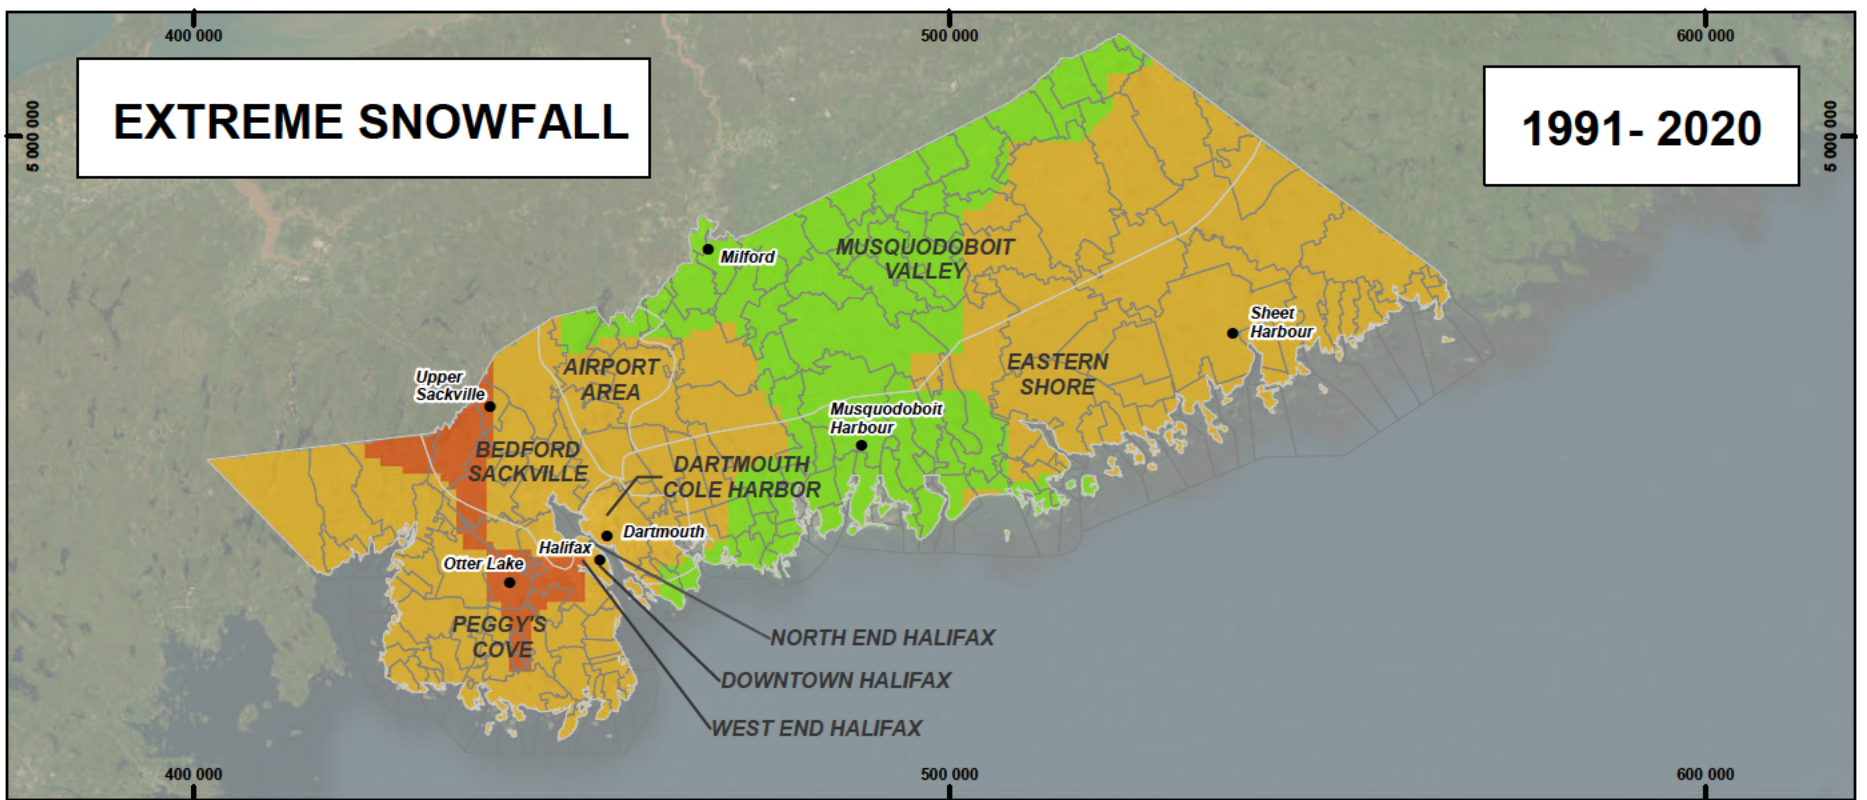 400 000
500 000
600 000
EXTREME SNOWFALL
1991- 2020
5 000 000
5 000 000
MUSQUODOBOIT
VALLEY
Milford
Sheet
Harbour
AIRPORT
AREA
EASTERN
SHORE
Upper
Sackville
Musquodoboit
Harbour
BEDFORD
SACKVILLE
DARTMOUTH
COLE HARBOR
Dartmouth
Halifax
Otter Lake
PEGGY'S
COVE
NORTH END HALIFAX
DOWNTOWN HALIFAX
WEST END HALIFAX
400 000
500 000
600 000